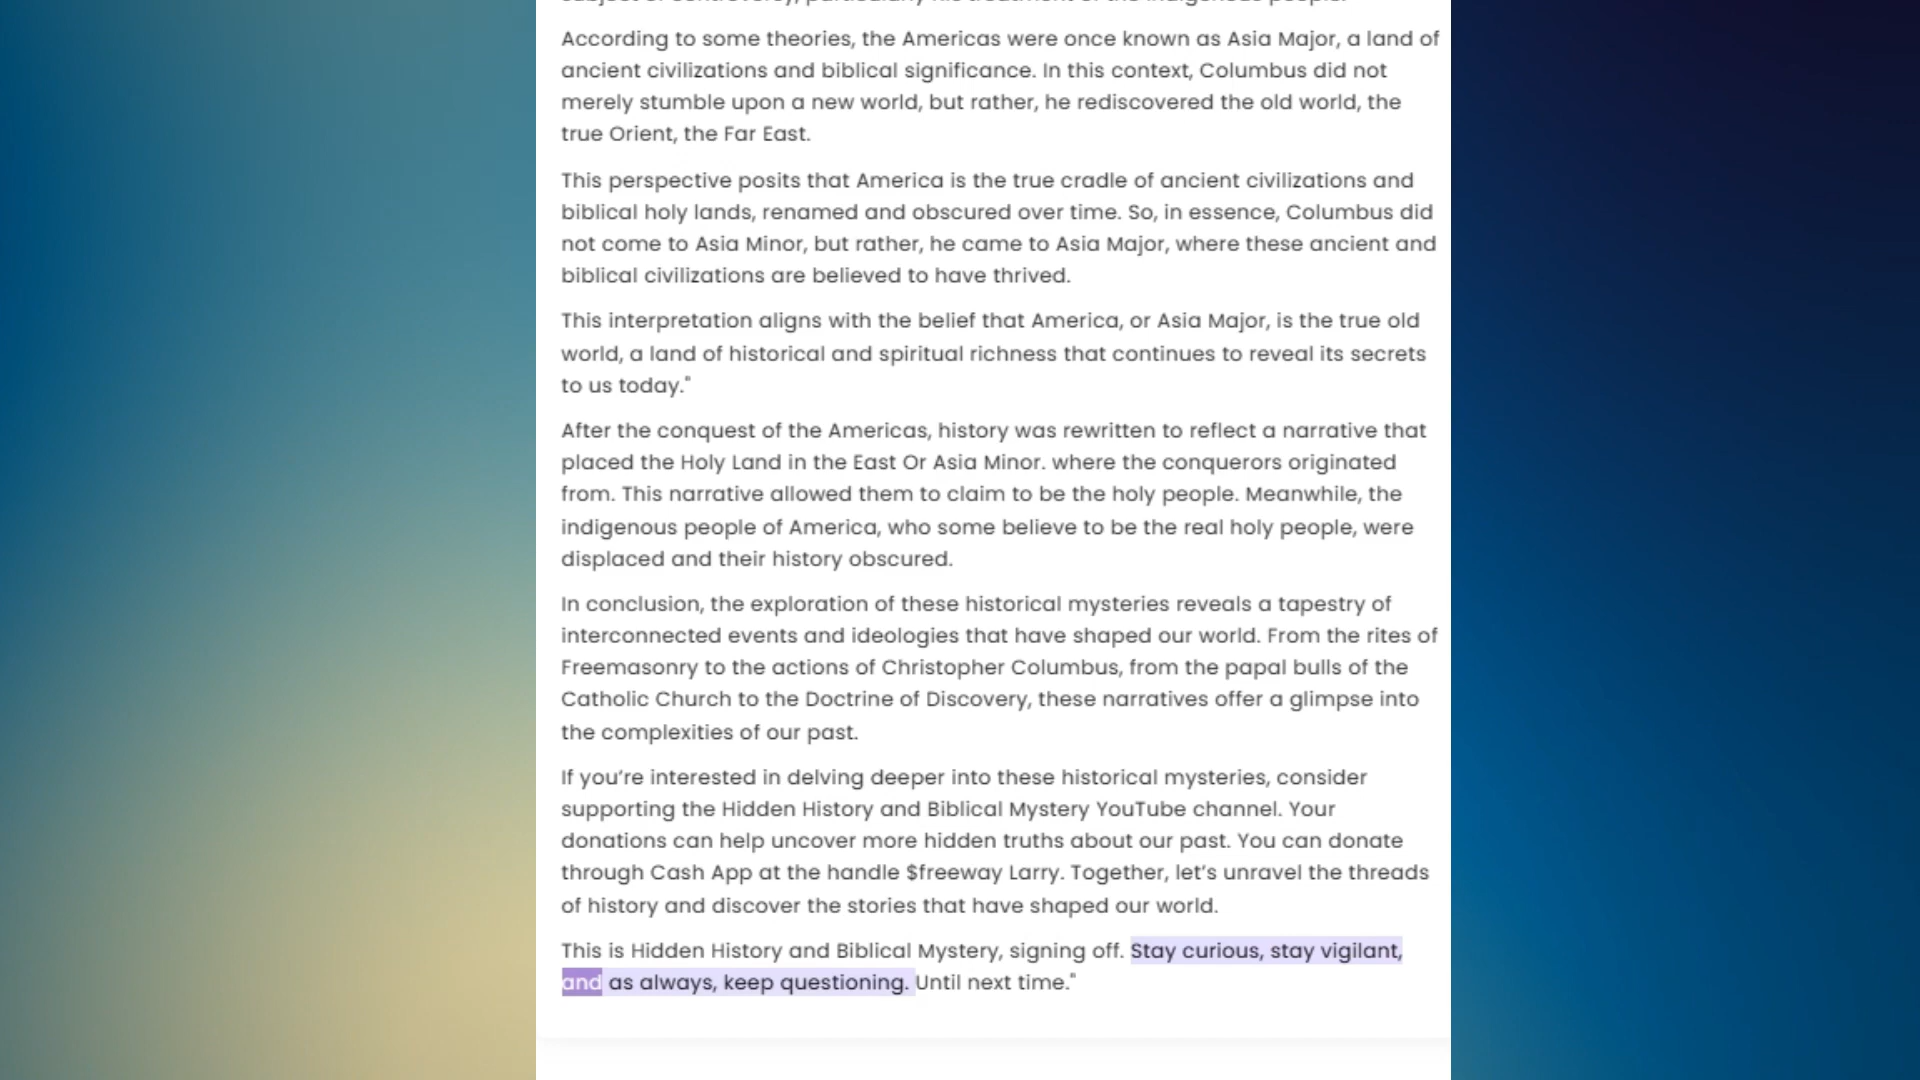 subject of controversy, particularly his treatment of the indigenous people.
According to some theories, the Americas were once known as Asia Major, a land of
ancient civilizations and biblical significance. In this context, Columbus did not
merely stumble upon a new world, but rather, he rediscovered the old world, the
true Orient, the Far East.
This perspective posits that America is the true cradle of ancient civilizations and
biblical holy lands, renamed and obscured over time. So, in essence, Columbus did
not come to Asia Minor, but rather, he came to Asia Major, where these ancient and
biblical civilizations are believed to have thrived.
This interpretation aligns with the belief that America, or Asia Major, is the true old
world, a land of historical and spiritual richness that continues to reveal its secrets
to us today."
After the conquest of the Americas, history was rewritten to reflect a narrative that
placed the Holy Land in the East Or Asia Minor. where the conquerors originated
from. This narrative allowed them to claim to be the holy people. Meanwhile, the
indigenous people of America, who some believe to be the real holy people, were
displaced and their history obscured.
In conclusion, the exploration of these historical mysteries reveals a tapestry of
interconnected events and ideologies that have shaped our world. From the rites of
Freemasonry to the actions of Christopher Columbus, from the papal bulls of the
Catholic Church to the Doctrine of Discovery, these narratives offer a glimpse into
the complexities of our past.
If you’re interested in delving deeper into these historical mysteries, consider
supporting the Hidden History and Biblical Mystery YouTube channel. Your
donations can help uncover more hidden truths about our past. You can donate
through Cash App at the handle $freeway Larry. Together, let’s unravel the threads
of history and discover the stories that have shaped our world.
This is Hidden History and Biblical Mystery, signing off. Stay curious, stay vigilant,
and as always, keep questioning. Until next time."